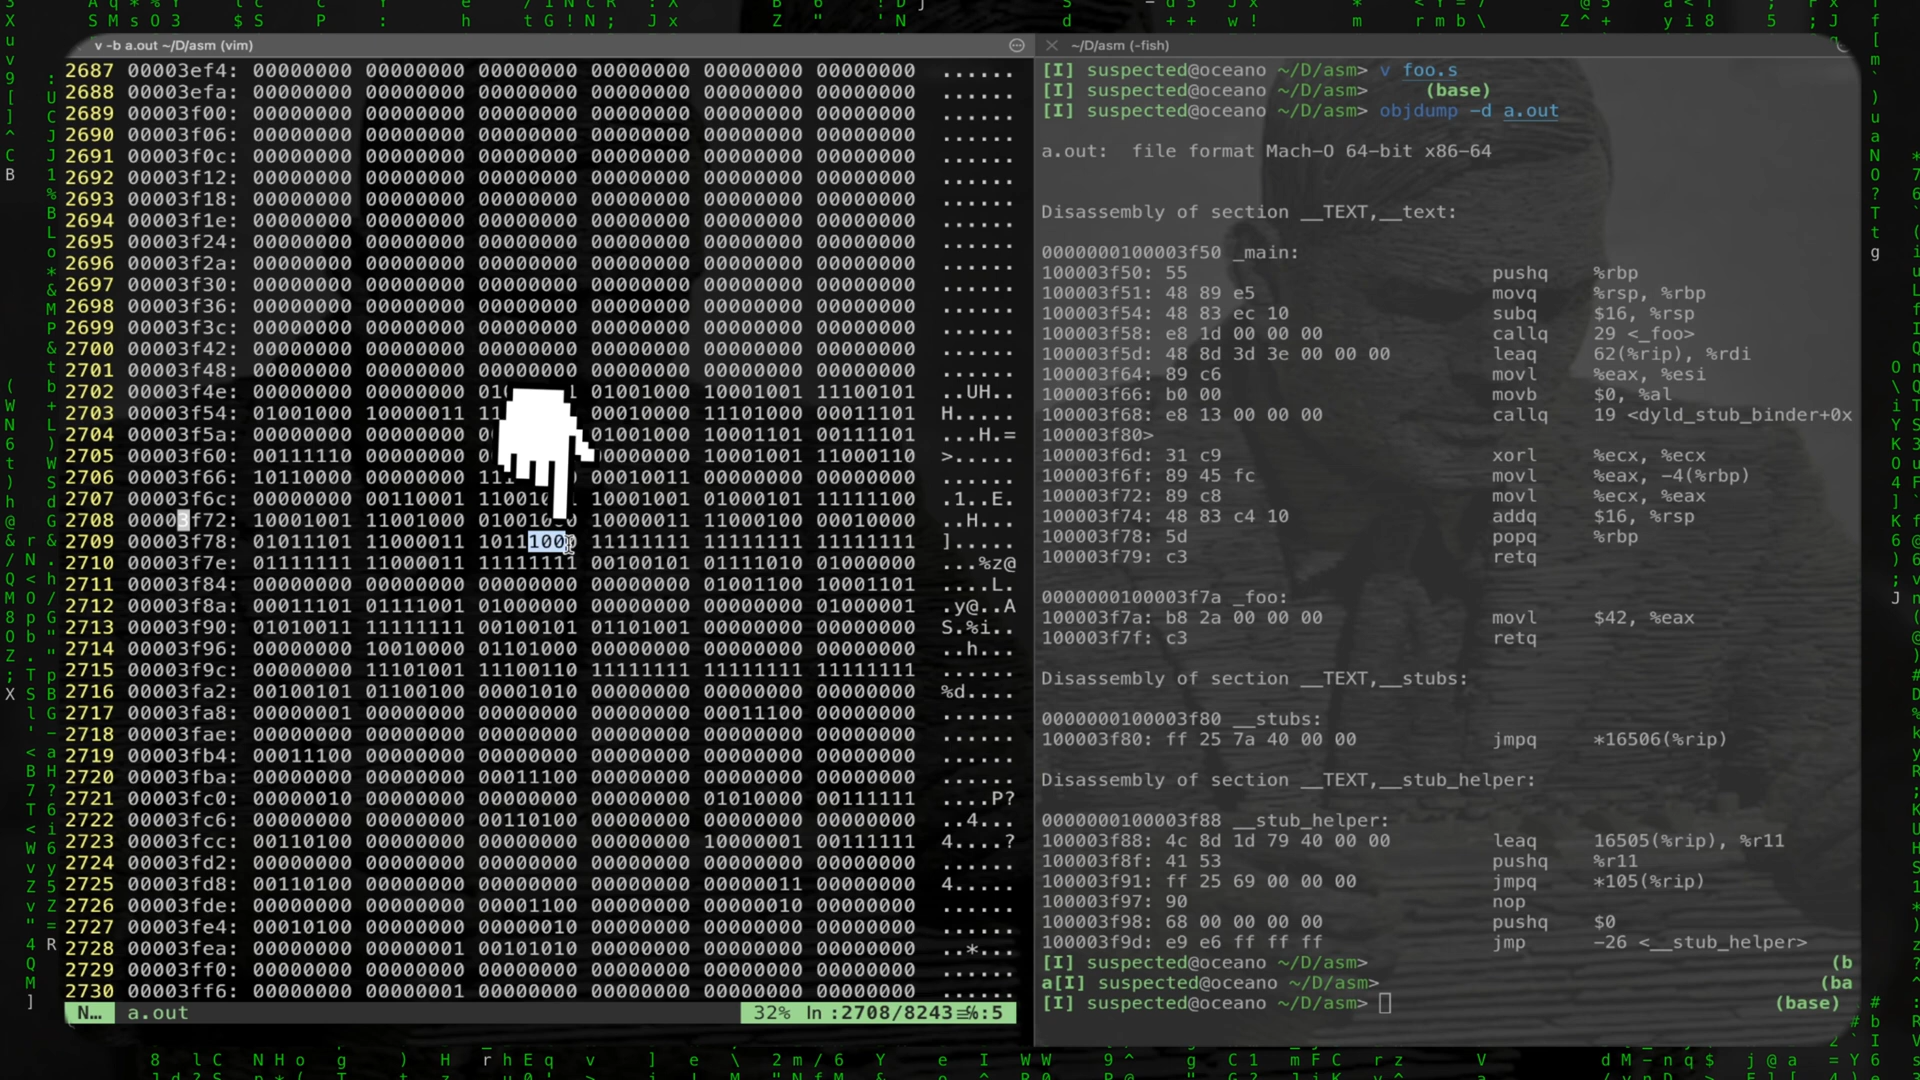 v -b a.out ~/D/asm (vim)
2687 00003ef4: 00000000 00000000 00000000 00000000 00000000 00000000 ......
2688 00003efa: 00000000 00000000 00000000 00000000 00000000 00000000 ......
2689 00003f00: 00000000 00000000 00000000 00000000 00000000 00000000 ......
2690 00003f06: 00000000 00000000 00000000 00000000 00000000 00000000 ......
2691 00003f0c: 00000000 00000000 00000000 00000000 00000000 00000000 ......
2692 00003f12: 00000000 00000000 00000000 00000000 00000000 00000000 ......
2693 00003f18: 00000000 00000000 00000000 00000000 00000000 00000000 ......
2694 00003f1e: 00000000 00000000 00000000 00000000 00000000 00000000 ......
2695 00003f24: 00000000 00000000 00000000 00000000 00000000 00000000 ......
2696 00003f2a: 00000000 00000000 00000000 00000000 00000000 00000000 ......
2697 00003f30: 00000000 00000000 00000000 00000000 00000000 00000000 ......
2698 00003f36: 00000000 00000000 00000000 00000000 00000000 00000000 ......
2699 00003f3c: 00000000 00000000 00000000 00000000 00000000 00000000 ......
2700 00003f42: 00000000 00000000 00000000 00000000 00000000 00000000 ......
2701 00003f48: 00000000 00000000 00000000 00000000 00000000 00000000 ......
2702 00003f4e: 00000000 00000000 01001000 10001001 11100101 ..UH..
2703 00003f54: 01001000 10000011 00010000 11101000 00011101 H.....
2704 00003f5a: 00000000 00000000 01001000 10001101 00111101 ...H.=
2705 00003f60: 00111110 00000000 00000000 10001001 11000110 >.....
2706 00003f66: 10110000 00000000 00010011 00000000 00000000 ......
2707 00003f6c: 00000000 00110001 10001001 01000101 11111100 .1..E.
2708 00003f72: 10001001 11001000 10000011 11000100 00010000 ..H...
2709 00003f78: 01011101 11000011 10111000 11111111 11111111 11111111 ].....
2710 00003f7e: 01111111 11000011 11111111 00100101 01111010 01000000 ...%z@
2711 00003f84: 00000000 00000000 00000000 00000000 01001100 10001101 ....L.
2712 00003f8a: 00011101 01111001 01000000 00000000 00000000 01000001 .y@..A
2713 00003f90: 01010011 11111111 00100101 01101001 00000000 00000000 S.%i..
2714 00003f96: 00000000 10010000 01101000 00000000 00000000 00000000 ..h...
2715 00003f9c: 00000000 11101001 11100110 11111111 11111111 11111111 ......
2716 00003fa2: 00100101 01100100 00001010 00000000 00000000 00000000 %d....
2717 00003fa8: 00000001 00000000 00000000 00000000 00011100 00000000 ......
2718 00003fae: 00000000 00000000 00000000 00000000 00000000 00000000 ......
2719 00003fb4: 00011100 00000000 00000000 00000000 00000000 00000000 ......
2720 00003fba: 00000000 00000000 00011100 00000000 00000000 00000000 ......
2721 00003fc0: 00000010 00000000 00000000 00000000 01010000 00111111 ....P?
2722 00003fc6: 00000000 00000000 00110100 00000000 00000000 00000000 ..4...
2723 00003fcc: 00110100 00000000 00000000 00000000 10000001 00111111 4....?
2724 00003fd2: 00000000 00000000 00000000 00000000 00000000 00000000 ......
2725 00003fd8: 00110100 00000000 00000000 00000000 00000011 00000000 4.....
2726 00003fde: 00000000 00000000 00001100 00000000 00000010 00000000 ......
2727 00003fe4: 00010100 00000000 00000010 00000000 00000000 00000000 ......
2728 00003fea: 00000000 00000001 00101010 00000000 00000000 00000000 ..*...
2729 00003ff0: 00000000 00000000 00000000 00000000 00000000 00000000 ......
2730 00003ff6: 00000000 00000001 00000000 00000000 00000000 00000000 ......
N… a.out 32% ln :2708/8243 ℅:5
~/D/asm (-fish)
[I] suspected@oceano ~/D/asm> v foo.s
[I] suspected@oceano ~/D/asm> (base)
[I] suspected@oceano ~/D/asm> objdump -d a.out
a.out: file format Mach-O 64-bit x86-64
Disassembly of section __TEXT,__text:
0000000100003f50 _main:
100003f50: 55 pushq %rbp
100003f51: 48 89 e5 movq %rsp, %rbp
100003f54: 48 83 ec 10 subq $16, %rsp
100003f58: e8 1d 00 00 00 callq 29 <_foo>
100003f5d: 48 8d 3d 3e 00 00 00 leaq 62(%rip), %rdi
100003f64: 89 c6 movl %eax, %esi
100003f66: b0 00 movb $0, %al
100003f68: e8 13 00 00 00 callq 19 <dyld_stub_binder+0x
100003f80>
100003f6d: 31 c9 xorl %ecx, %ecx
100003f6f: 89 45 fc movl %eax, -4(%rbp)
100003f72: 89 c8 movl %ecx, %eax
100003f74: 48 83 c4 10 addq $16, %rsp
100003f78: 5d popq %rbp
100003f79: c3 retq
0000000100003f7a _foo:
100003f7a: b8 2a 00 00 00 movl $42, %eax
100003f7f: c3 retq
Disassembly of section __TEXT,__stubs:
0000000100003f80 __stubs:
100003f80: ff 25 7a 40 00 00 jmpq *16506(%rip)
Disassembly of section __TEXT,__stub_helper:
0000000100003f88 __stub_helper:
100003f88: 4c 8d 1d 79 40 00 00 leaq 16505(%rip), %r11
100003f8f: 41 53 pushq %r11
100003f91: ff 25 69 00 00 00 jmpq *105(%rip)
100003f97: 90 nop
100003f98: 68 00 00 00 00 pushq $0
100003f9d: e9 e6 ff ff ff jmp -26 <__stub_helper>
[I] suspected@oceano ~/D/asm> (b
a[I] suspected@oceano ~/D/asm> (ba
[I] suspected@oceano ~/D/asm> (base)